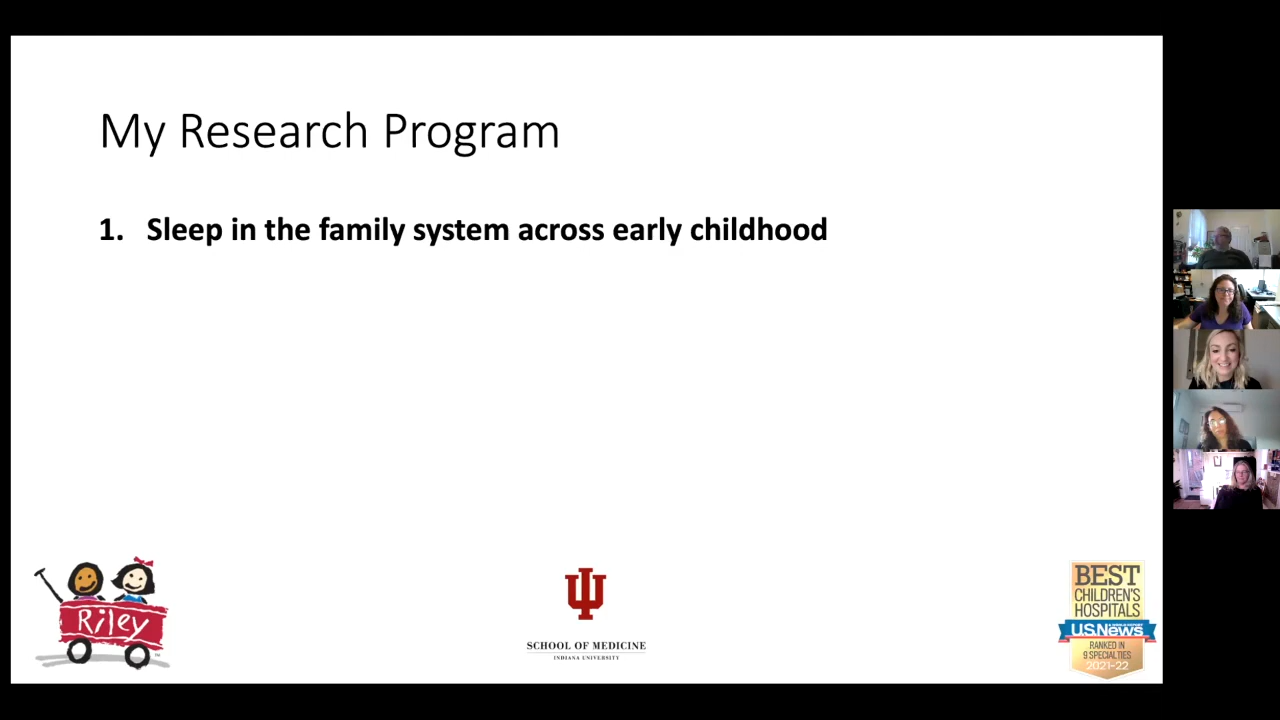 My Research Program
1. Sleep in the family system across early childhood
Riley
SCHOOL OF MEDICINE
INDIANA UNIVERSITY
BEST
CHILDREN'S
HOSPITALS
U.S.News
RANKED IN
9 SPECIALTIES
2021-22